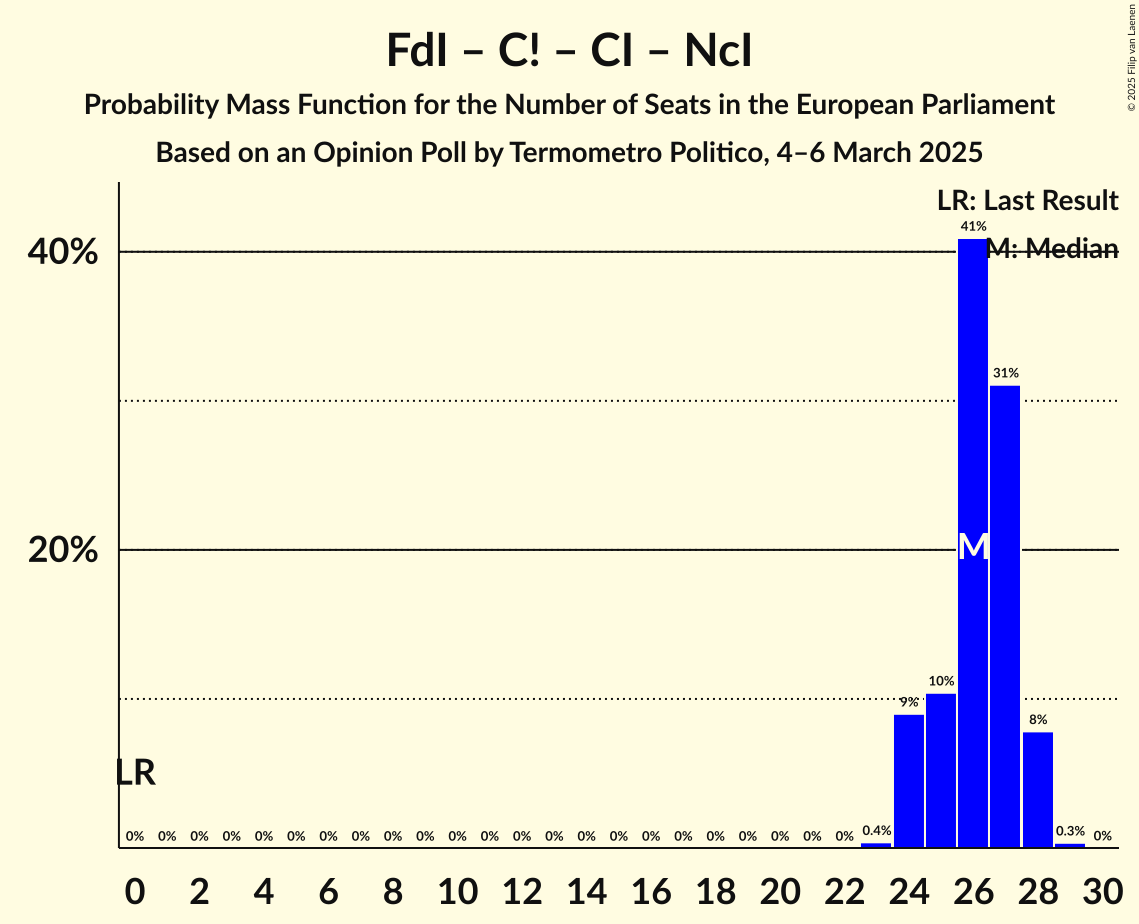 FdI – C! – CI – NcI
Probability Mass Function for the Number of Seats in the European Parliament
Based on an Opinion Poll by Termometro Politico, 4–6 March 2025
© 2025 Filip van Laenen
LR: Last Result
M: Median
40%
20%
41%
31%
M
10%
9%
8%
LR
0% 0% 0% 0% 0% 0% 0% 0% 0% 0% 0% 0% 0% 0% 0% 0% 0% 0% 0% 0% 0% 0% 0% 0.4% 0.3% 0%
0 2 4 6 8 10 12 14 16 18 20 22 24 26 28 30